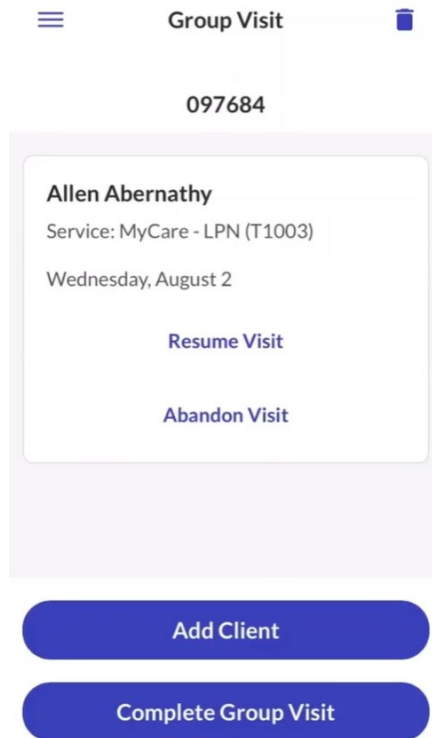 Group Visit
097684
Allen Abernathy
Service: MyCare - LPN (T1003)
Wednesday, August 2
Resume Visit
Abandon Visit
Add Client
Complete Group Visit